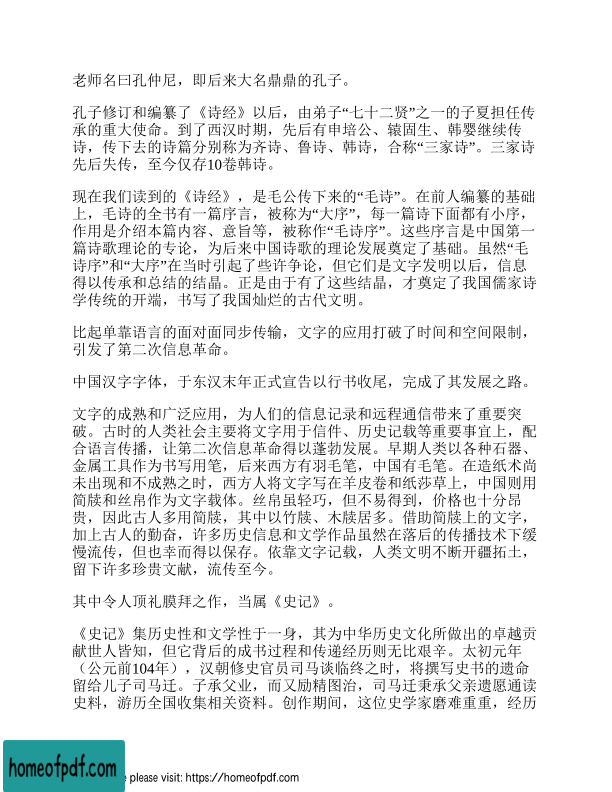 老师名曰孔仲尼，即后来大名鼎鼎的孔子。
孔子修订和编纂了《诗经》以后，由弟子“七十二贤”之一的子夏担任传
承的重大使命。到了西汉时期，先后有申培公、辕固生、韩婴继续传
诗，传下去的诗篇分别称为齐诗、鲁诗、韩诗，合称“三家诗”。三家诗
先后失传，至今仅存10卷韩诗。
现在我们读到的《诗经》，是毛公传下来的“毛诗”。在前人编纂的基础
上，毛诗的全书有一篇序言，被称为“大序”，每一篇诗下面都有小序，
作用是介绍本篇内容、意旨等，被称作“毛诗序”。这些序言是中国第一
篇诗歌理论的专论，为后来中国诗歌的理论发展奠定了基础。虽然“毛
诗序”和“大序”在当时引起了些许争论，但它们是文字发明以后，信息
得以传承和总结的结晶。正是由于有了这些结晶，才奠定了我国儒家诗
学传统的开端，书写了我国灿烂的古代文明。
比起单靠语言的面对面同步传输，文字的应用打破了时间和空间限制，
引发了第二次信息革命。
中国汉字字体，于东汉末年正式宣告以行书收尾，完成了其发展之路。
文字的成熟和广泛应用，为人们的信息记录和远程通信带来了重要突
破。古时的人类社会主要将文字用于信件、历史记载等重要事宜上，配
合语言传播，让第二次信息革命得以蓬勃发展。早期人类以各种石器、
金属工具作为书写用笔，后来西方有羽毛笔，中国有毛笔。在造纸术尚
未出现和不成熟之时，西方人将文字写在羊皮卷和纸莎草上，中国则用
简牍和丝帛作为文字载体。丝帛虽轻巧，但不易得到，价格也十分昂
贵，因此古人多用简牍，其中以竹牍、木牍居多。借助简牍上的文字，
加上古人的勤奋，许多历史信息和文学作品虽然在落后的传播技术下缓
慢流传，但也幸而得以保存。依靠文字记载，人类文明不断开疆拓土，
留下许多珍贵文献，流传至今。
其中令人顶礼膜拜之作，当属《史记》。
《史记》集历史性和文学性于一身，其为中华历史文化所做出的卓越贡
献世人皆知，但它背后的成书过程和传递经历则无比艰辛。太初元年
（公元前104年），汉朝修史官员司马谈临终之时，将撰写史书的遗命
留给儿子司马迁。子承父业，而又励精图治，司马迁秉承父亲遗愿通读
史料，游历全国收集相关资料。创作期间，这位史学家磨难重重，经历
homeofpdf.com
e please visit: https://homeofpdf.com